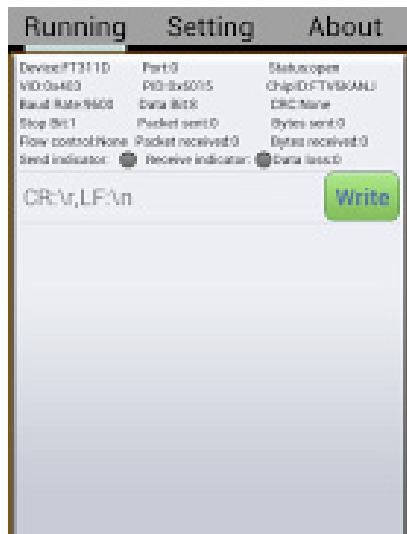 Running Setting About
Device:FT311D Port:0 Status:open
VID:0x403 PID:0x6015
Baud Rate:9600 Data Bit:8 CRC:None
Stop Bit:1 Packet sent:0 Bytes sent:0
Flow control:None Packet received:0 Bytes received:0
Send indicator: Receive indicator: Data loss:0
CR:\r,LF:\n Write